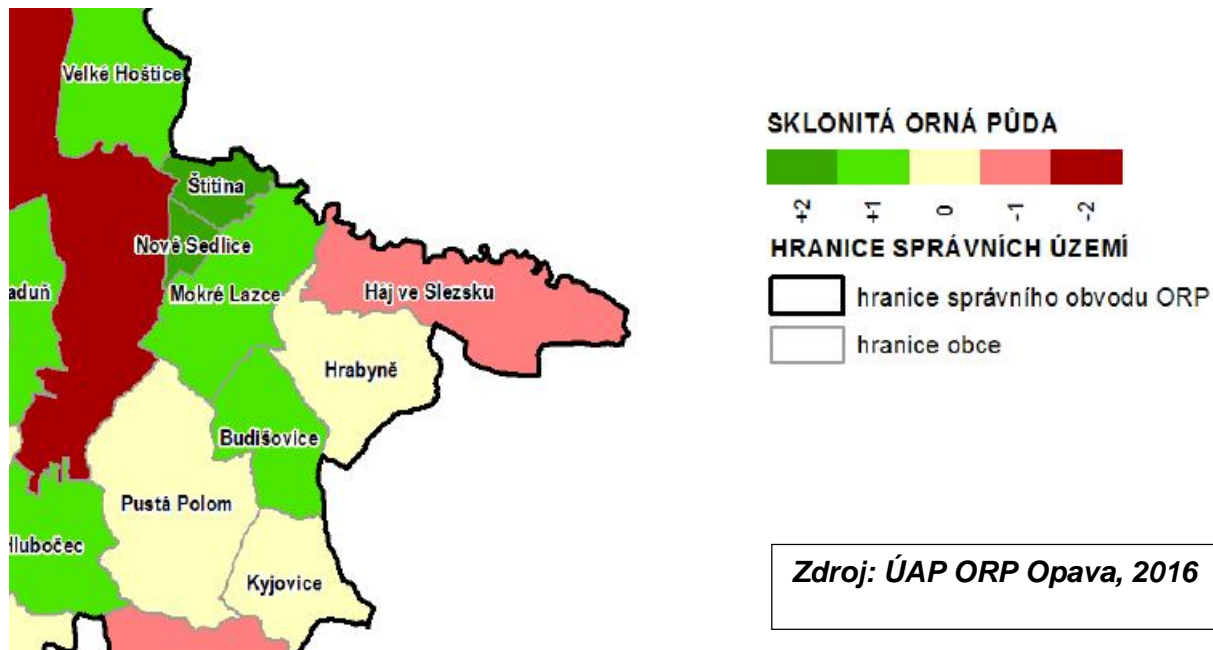 Velké Hoštice
Štítina
Nové Sedlice
aduň
Mokré Lazce
Háj ve Slezsku
Hrabyně
Budišovice
Pustá Polom
Hlubočec
Kyjovice
SKLONITÁ ORNÁ PŮDA
+2 +1 0 -1 -2
HRANICE SPRÁVNÍCH ÚZEMÍ
hranice správního obvodu ORP
hranice obce
Zdroj: ÚAP ORP Opava, 2016